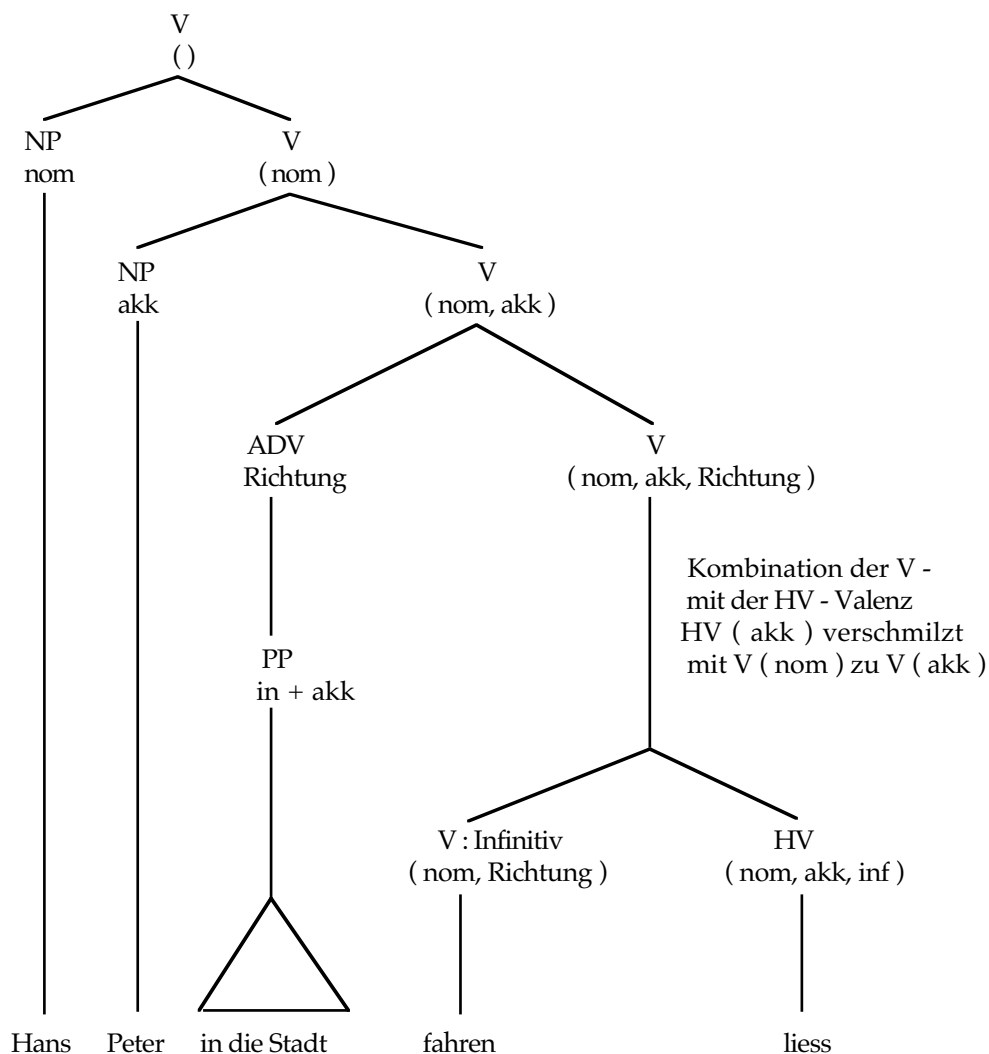 V
( )
NP V
nom ( nom )
NP V
akk ( nom, akk )
ADV V
Richtung ( nom, akk, Richtung )
Kombination der V -
mit der HV - Valenz
HV ( akk ) verschmilzt
mit V ( nom ) zu V ( akk )
PP
in + akk
V : Infinitiv HV
( nom, Richtung ) ( nom, akk, inf )
Hans Peter in die Stadt fahren liess